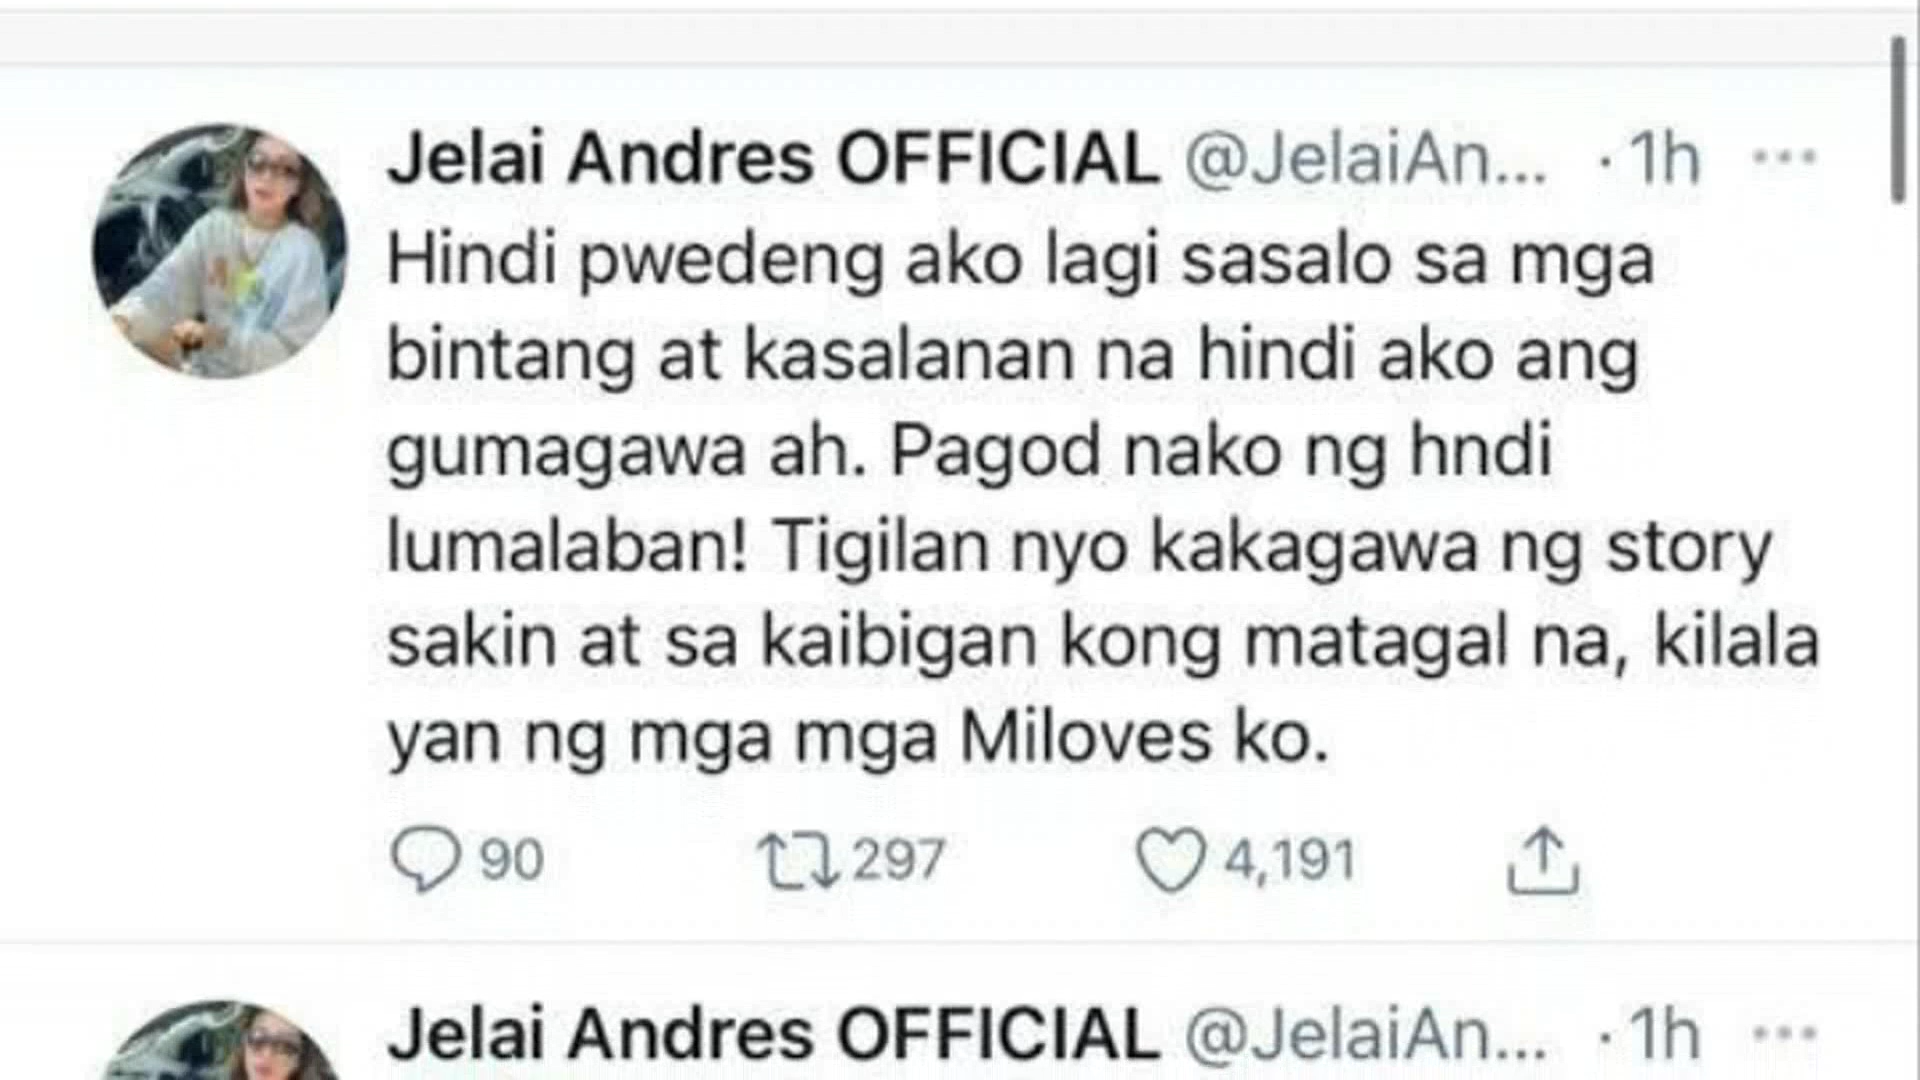 Jelai Andres OFFICIAL @JelaiAn... · 1h
Hindi pwedeng ako lagi sasalo sa mga
bintang at kasalanan na hindi ako ang
gumagawa ah. Pagod nako ng hndi
lumalaban! Tigilan nyo kakagawa ng story
sakin at sa kaibigan kong matagal na, kilala
yan ng mga mga Miloves ko.
90 297 4,191
Jelai Andres OFFICIAL @JelaiAn... · 1h